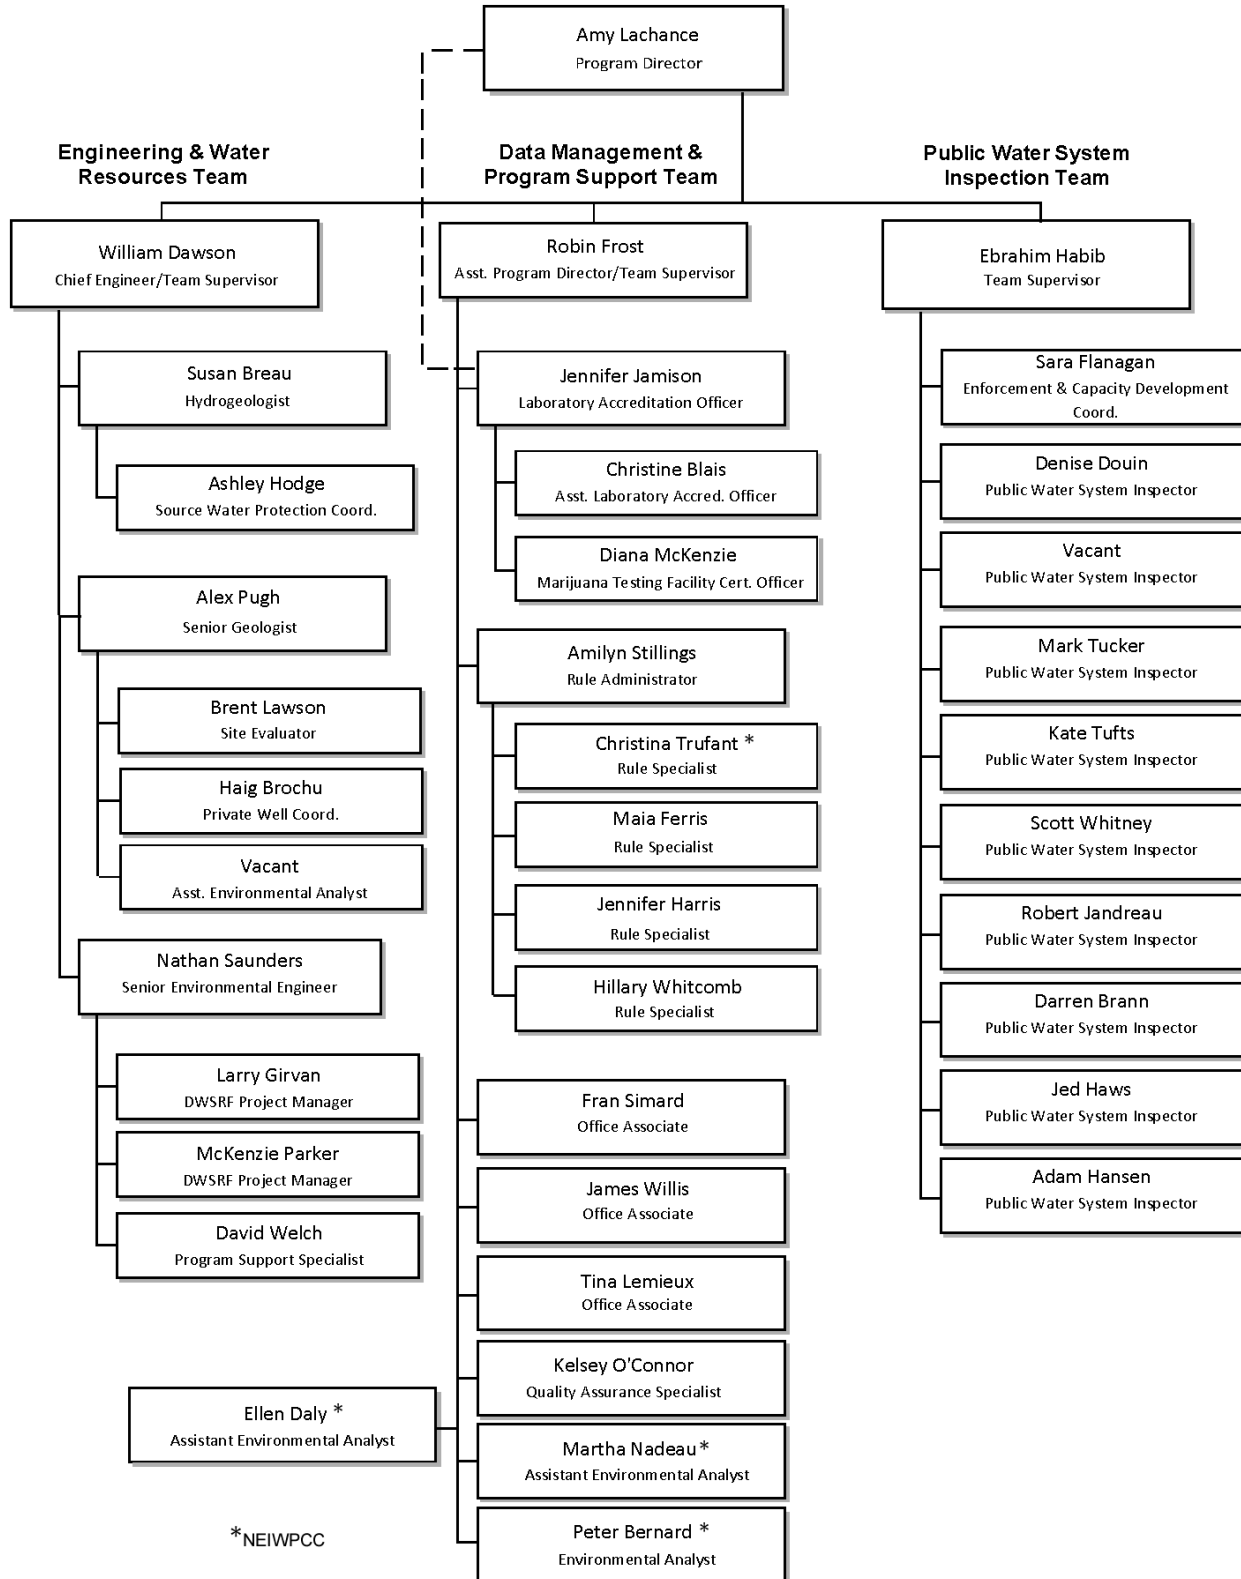 Amy Lachance
Program Director
Engineering & Water
Resources Team
Data Management &
Program Support Team
Public Water System
Inspection Team
William Dawson
Chief Engineer/Team Supervisor
Robin Frost
Asst. Program Director/Team Supervisor
Ebrahim Habib
Team Supervisor
Susan Breau
Hydrogeologist
Ashley Hodge
Source Water Protection Coord.
Alex Pugh
Senior Geologist
Brent Lawson
Site Evaluator
Haig Brochu
Private Well Coord.
Vacant
Asst. Environmental Analyst
Nathan Saunders
Senior Environmental Engineer
Larry Girvan
DWSRF Project Manager
McKenzie Parker
DWSRF Project Manager
David Welch
Program Support Specialist
Jennifer Jamison
Laboratory Accreditation Officer
Christine Blais
Asst. Laboratory Accred. Officer
Diana McKenzie
Marijuana Testing Facility Cert. Officer
Amilyn Stillings
Rule Administrator
Christina Trufant *
Rule Specialist
Maia Ferris
Rule Specialist
Jennifer Harris
Rule Specialist
Hillary Whitcomb
Rule Specialist
Fran Simard
Office Associate
James Willis
Office Associate
Tina Lemieux
Office Associate
Kelsey O'Connor
Quality Assurance Specialist
Ellen Daly *
Assistant Environmental Analyst
Martha Nadeau *
Assistant Environmental Analyst
Peter Bernard *
Environmental Analyst
Sara Flanagan
Enforcement & Capacity Development
Coord.
Denise Douin
Public Water System Inspector
Vacant
Public Water System Inspector
Mark Tucker
Public Water System Inspector
Kate Tufts
Public Water System Inspector
Scott Whitney
Public Water System Inspector
Robert Jandreau
Public Water System Inspector
Darren Brann
Public Water System Inspector
Jed Haws
Public Water System Inspector
Adam Hansen
Public Water System Inspector
*NEIWPCC